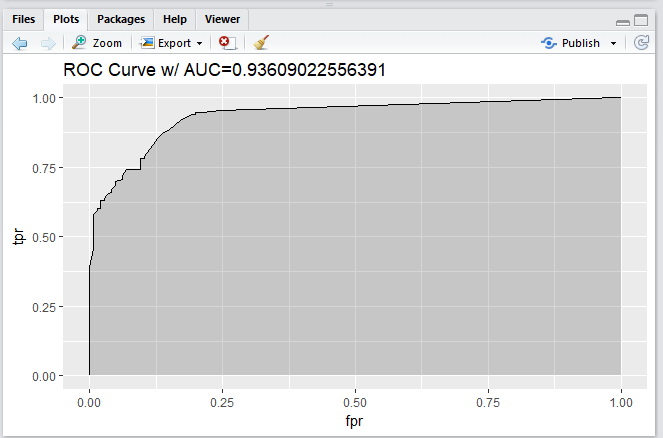 Files Plots Packages Help Viewer
Zoom Export Publish
ROC Curve w/ AUC=0.93609022556391
1.00
0.75
tpr
0.50
0.25
0.00
0.00 0.25 0.50 0.75 1.00
fpr